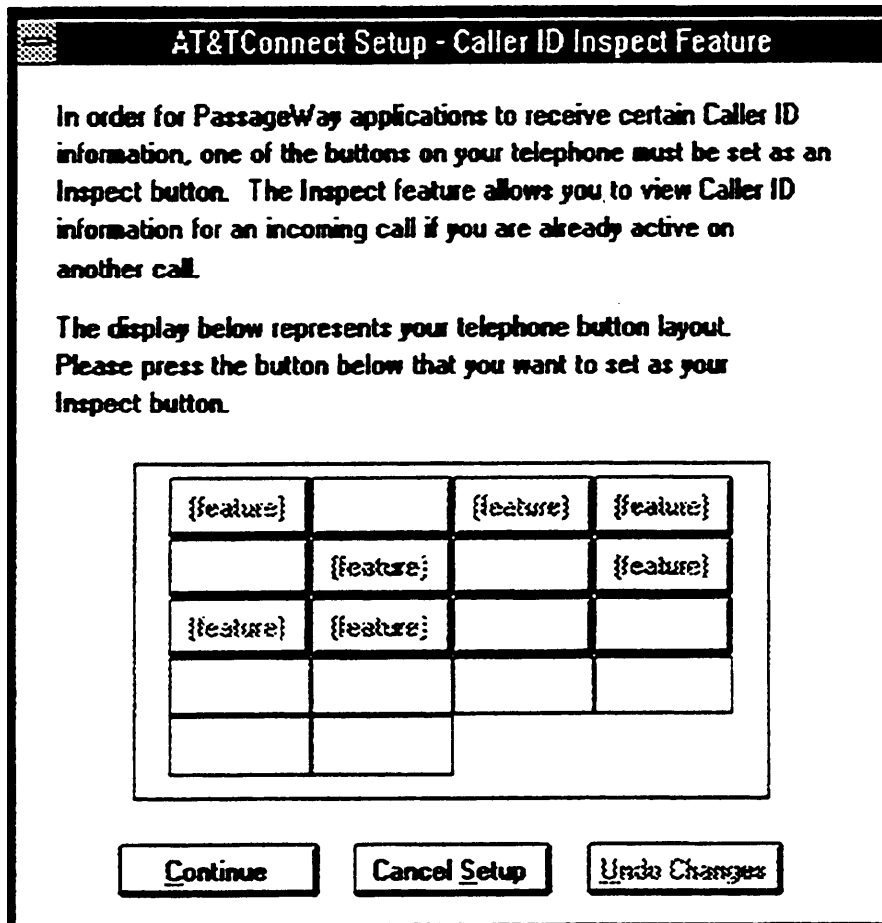 AT&TConnect Setup - Caller ID Inspect Feature
In order for PassageWay applications to receive certain Caller ID
information, one of the buttons on your telephone must be set as an
Inspect button. The Inspect feature allows you to view Caller ID
information for an incoming call if you are already active on
another call.
The display below represents your telephone button layout.
Please press the button below that you want to set as your
Inspect button.
{feature} {feature} {feature}
{feature} {feature}
{feature} {feature}
Continue Cancel Setup Undo Changes